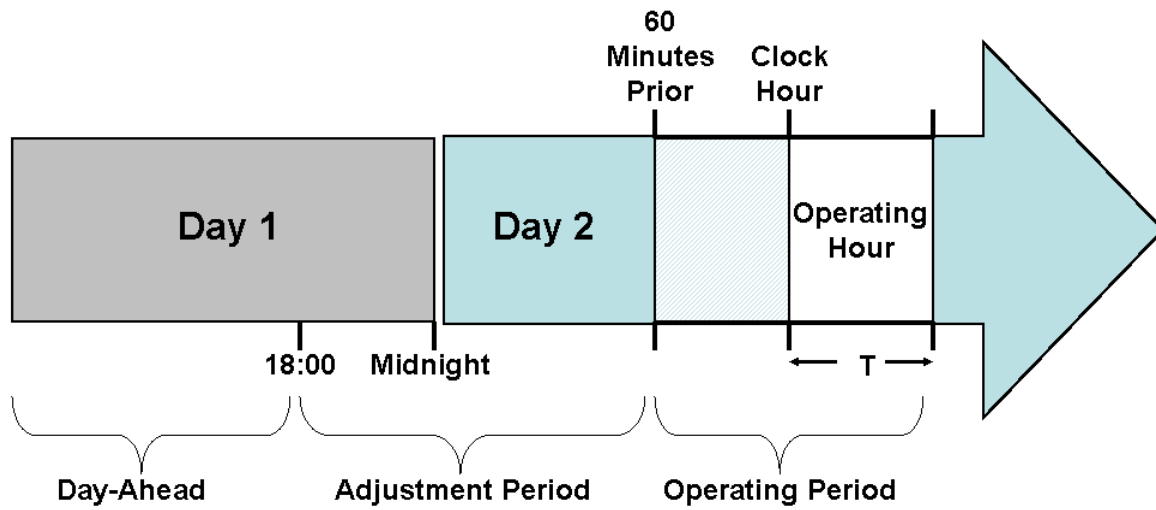 60
Minutes
Prior
Clock
Hour
Day 1
Day 2
Operating
Hour
18:00
Midnight
T
Day-Ahead
Adjustment Period
Operating Period